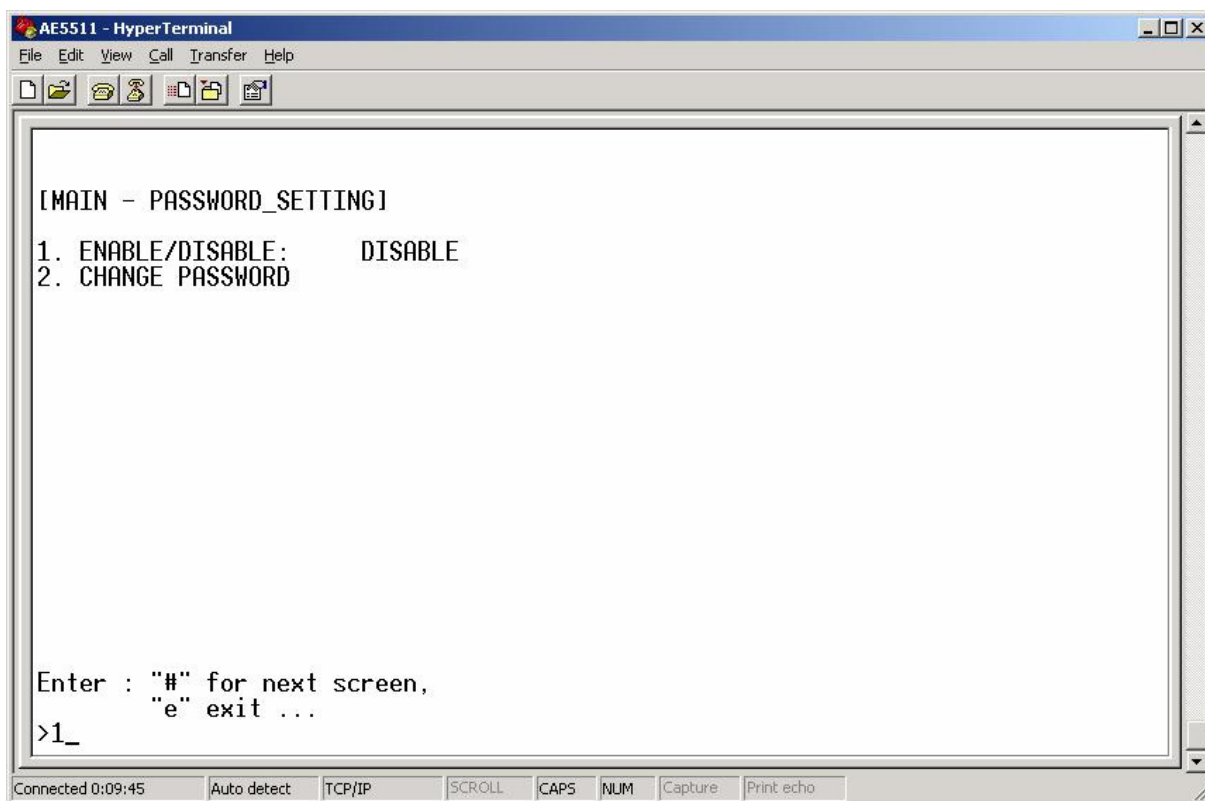 AE5511 - HyperTerminal
File Edit View Call Transfer Help
[MAIN - PASSWORD_SETTING]
1. ENABLE/DISABLE: DISABLE
2. CHANGE PASSWORD
Enter : "#" for next screen,
"e" exit ...
>1_
Connected 0:09:45 Auto detect TCP/IP SCROLL CAPS NUM Capture Print echo